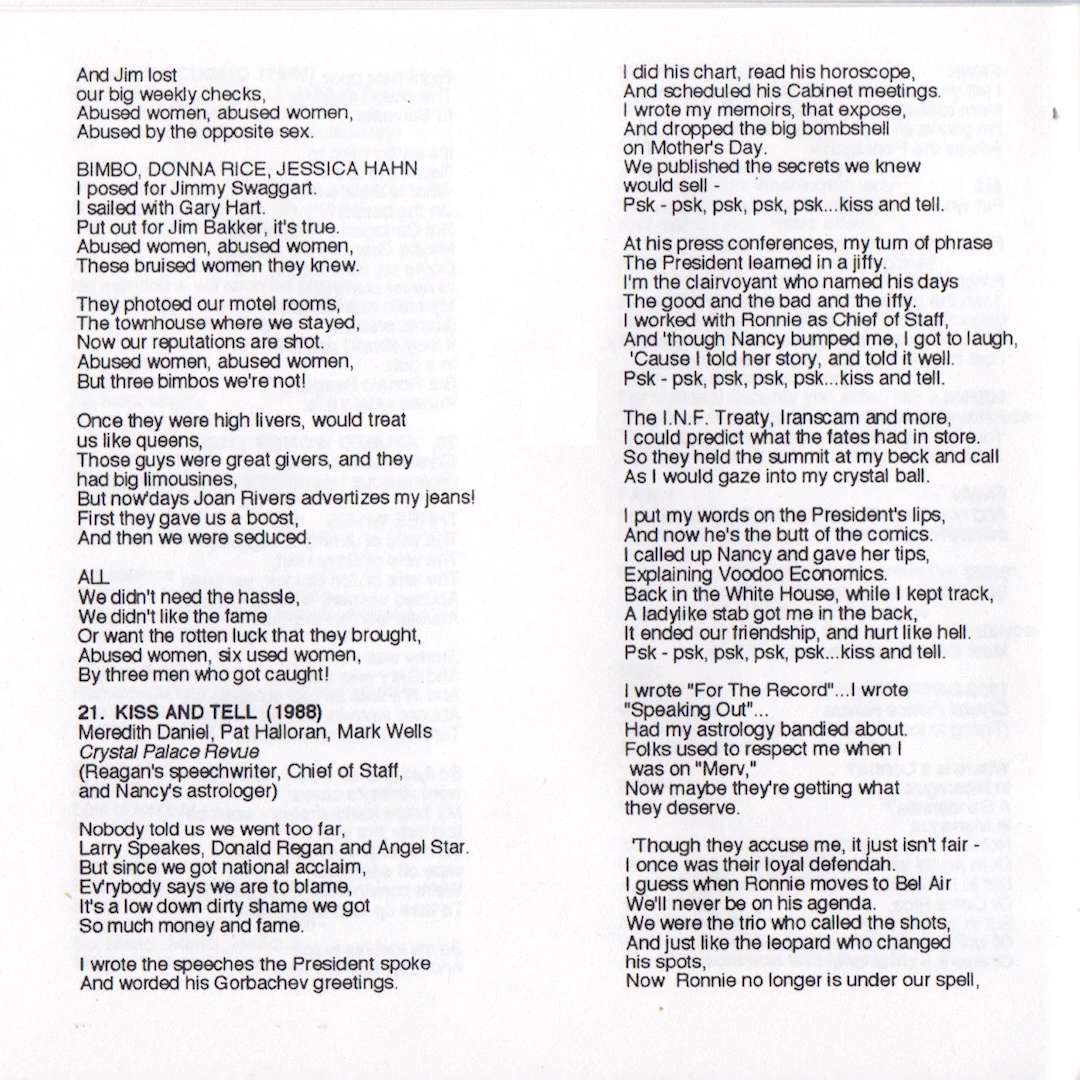 And Jim lost
our big weekly checks,
Abused women, abused women,
Abused by the opposite sex.
BIMBO, DONNA RICE, JESSICA HAHN
I posed for Jimmy Swaggart.
I sailed with Gary Hart.
Put out for Jim Bakker, it's true.
Abused women, abused women,
These bruised women they knew.
They photoed our motel rooms,
The townhouse where we stayed,
Now our reputations are shot.
Abused women, abused women,
But three bimbos we're not!
Once they were high livers, would treat
us like queens,
Those guys were great givers, and they
had big limousines,
But now'days Joan Rivers advertizes my jeans!
First they gave us a boost,
And then we were seduced.
ALL
We didn't need the hassle,
We didn't like the fame
Or want the rotten luck that they brought,
Abused women, six used women,
By three men who got caught!
21. KISS AND TELL (1988)
Meredith Daniel, Pat Halloran, Mark Wells
Crystal Palace Revue
(Reagan's speechwriter, Chief of Staff,
and Nancy's astrologer)
Nobody told us we went too far,
Larry Speakes, Donald Regan and Angel Star.
But since we got national acclaim,
Ev'rybody says we are to blame,
It's a low down dirty shame we got
So much money and fame.
I wrote the speeches the President spoke
And worded his Gorbachev greetings.
I did his chart, read his horoscope,
And scheduled his Cabinet meetings.
I wrote my memoirs, that expose,
And dropped the big bombshell
on Mother's Day.
We published the secrets we knew
would sell -
Psk - psk, psk, psk, psk...kiss and tell.
At his press conferences, my turn of phrase
The President learned in a jiffy.
I'm the clairvoyant who named his days
The good and the bad and the iffy.
I worked with Ronnie as Chief of Staff,
And 'though Nancy bumped me, I got to laugh,
'Cause I told her story, and told it well.
Psk - psk, psk, psk, psk...kiss and tell.
The I.N.F. Treaty, Iranscam and more,
I could predict what the fates had in store.
So they held the summit at my beck and call
As I would gaze into my crystal ball.
I put my words on the President's lips,
And now he's the butt of the comics.
I called up Nancy and gave her tips,
Explaining Voodoo Economics.
Back in the White House, while I kept track,
A ladylike stab got me in the back,
It ended our friendship, and hurt like hell.
Psk - psk, psk, psk, psk...kiss and tell.
I wrote "For The Record"...I wrote
"Speaking Out"...
Had my astrology bandied about.
Folks used to respect me when I
was on "Merv,"
Now maybe they're getting what
they deserve.
'Though they accuse me, it just isn't fair -
I once was their loyal defendah.
I guess when Ronnie moves to Bel Air
We'll never be on his agenda.
We were the trio who called the shots,
And just like the leopard who changed
his spots,
Now Ronnie no longer is under our spell,